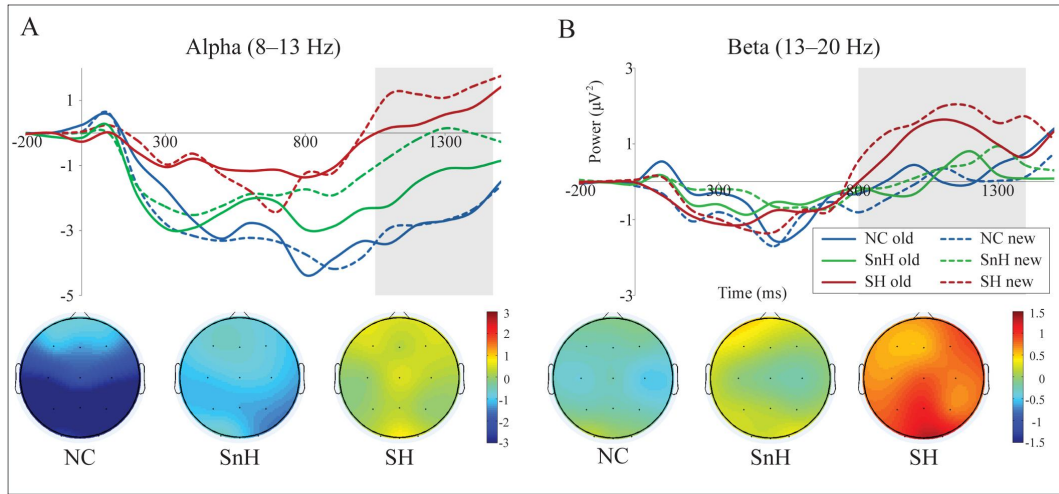 A
Alpha (8–13 Hz)
1
-200
300
800
1300
-1
-3
-5
3
2
1
0
-1
-2
-3
NC
SnH
SH
B
Beta (13–20 Hz)
3
Power (µV²)
1
-200
300
800
1300
-1
-3
NC old
NC new
SnH old
SnH new
SH old
SH new
Time (ms)
1.5
1
0.5
0
-0.5
-1
-1.5
NC
SnH
SH